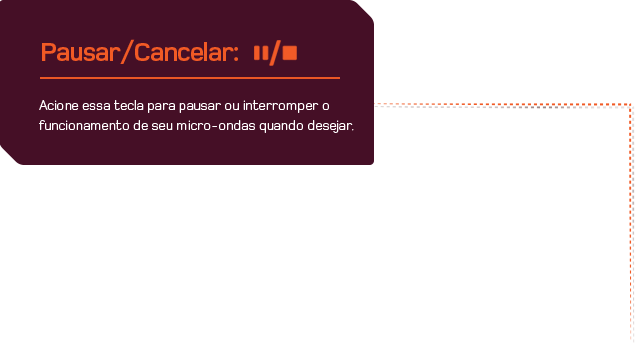 Pausar/Cancelar:
Acione essa tecla para pausar ou interromper o
funcionamento de seu micro-ondas quando desejar.